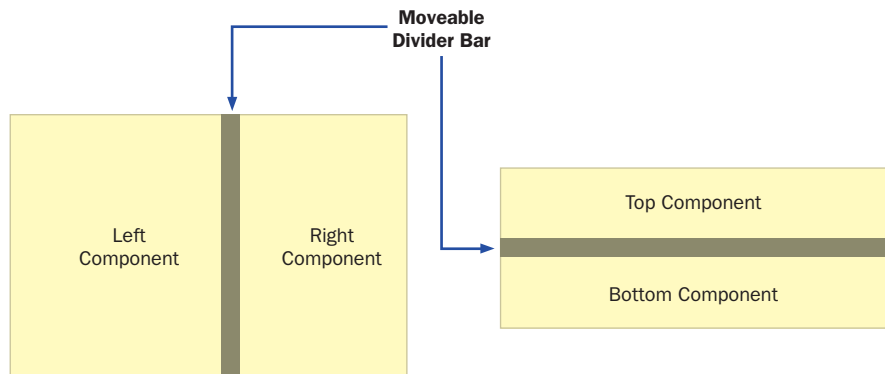 Moveable
Divider Bar
Left
Component
Right
Component
Top Component
Bottom Component